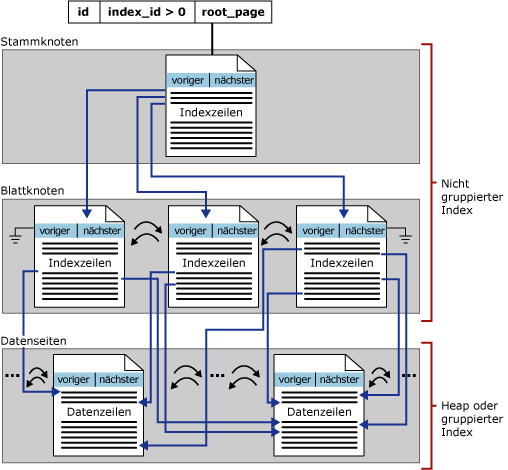 id index_id > 0 root_page
Stammknoten
voriger nächster
Indexzeilen
Nicht
gruppierter
Index
Blattknoten
voriger nächster voriger nächster voriger nächster
Indexzeilen Indexzeilen Indexzeilen
Datenseiten
... ... ...
voriger nächster voriger nächster
Datenzeilen Datenzeilen
Heap oder
gruppierter
Index